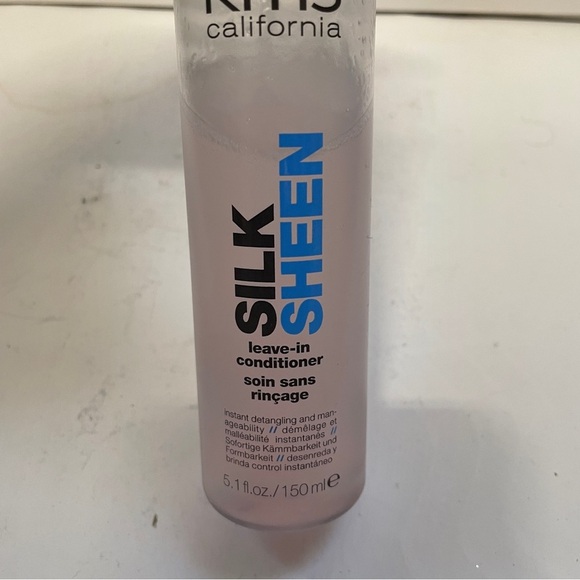 california
SILK
SHEEN
leave-in
conditioner
soin sans
rinçage
instant detangling and man-
ageability // démêlage et
malléabilité instantanés //
Sofortige Kämmbarkeit und
Formbarkeit // desenreda y
brinda control instantáneo
5.1fl.oz./150ml℮